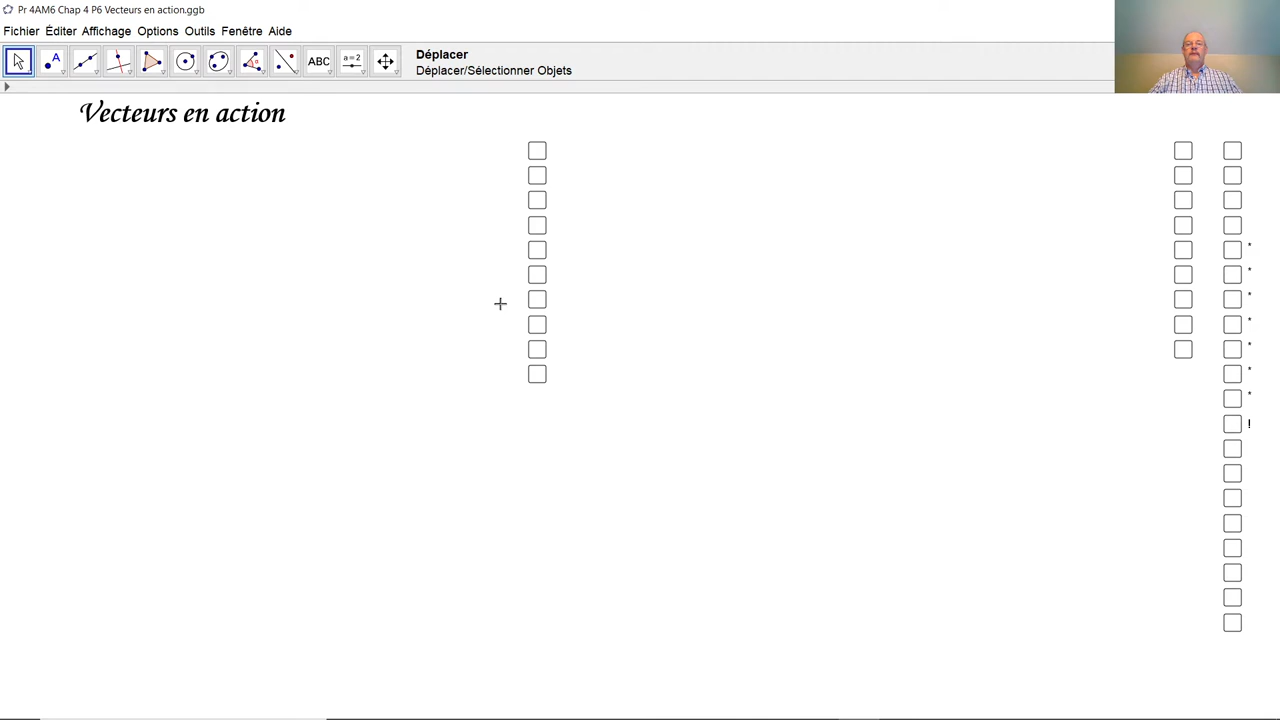 Pr 4AM6 Chap 4 P6 Vecteurs en action.ggb
Fichier Éditer Affichage Options Outils Fenêtre Aide
A
ABC
a=2
Déplacer
Déplacer/Sélectionner Objets
Vecteurs en action
*
*
*
*
*
*
*
!